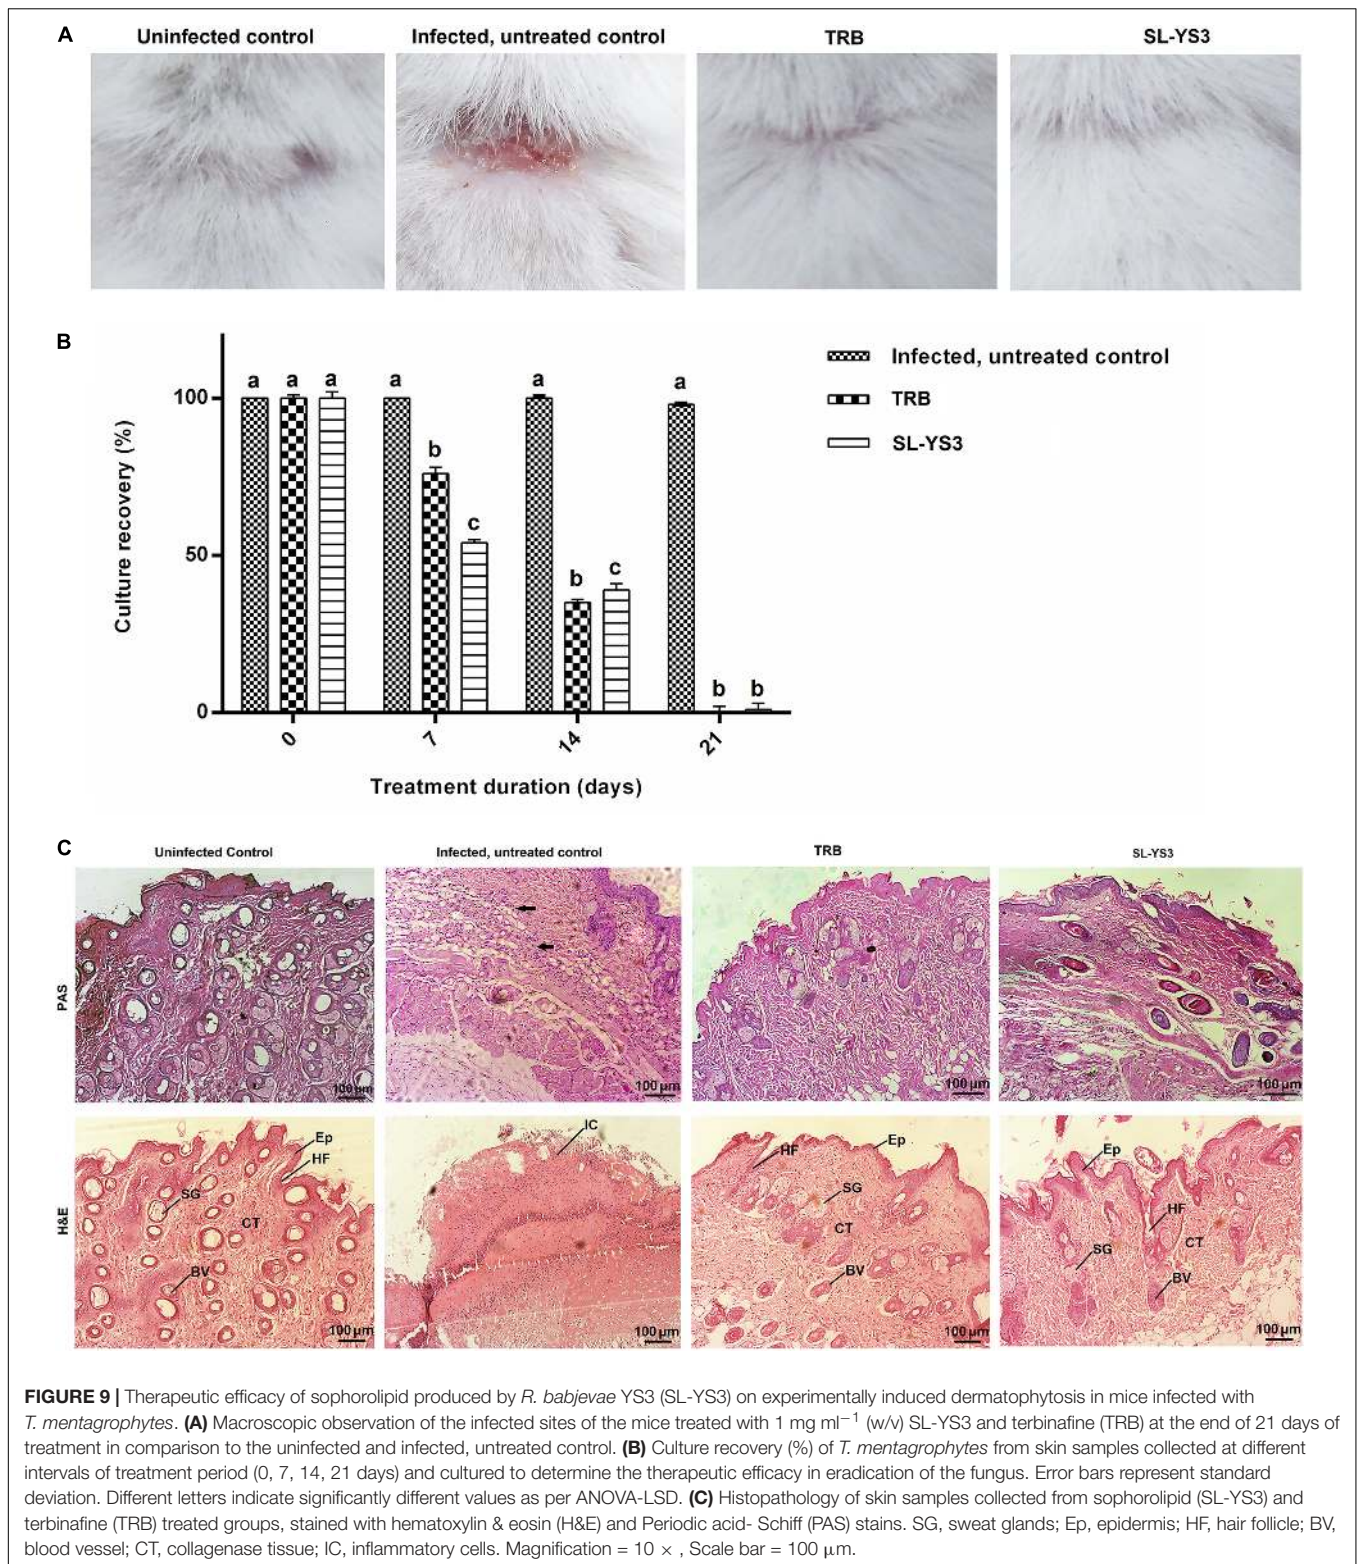 A
Uninfected control
Infected, untreated control
TRB
SL-YS3
B
Infected, untreated control
TRB
SL-YS3
Culture recovery (%)
100
50
0
a a a
a b c
a b c
a b b
0
7
14
21
Treatment duration (days)
C
Uninfected Control
Infected, untreated control
TRB
SL-YS3
PAS
100 µm
100 µm
100 µm
100 µm
H&E
Ep
HF
SG
CT
BV
100 µm
IC
100 µm
HF
Ep
SG
CT
BV
100 µm
Ep
HF
SG
CT
BV
100 µm
FIGURE 9 | Therapeutic efficacy of sophorolipid produced by R. babjevae YS3 (SL-YS3) on experimentally induced dermatophytosis in mice infected with
T. mentagrophytes. (A) Macroscopic observation of the infected sites of the mice treated with 1 mg ml−1 (w/v) SL-YS3 and terbinafine (TRB) at the end of 21 days of
treatment in comparison to the uninfected and infected, untreated control. (B) Culture recovery (%) of T. mentagrophytes from skin samples collected at different
intervals of treatment period (0, 7, 14, 21 days) and cultured to determine the therapeutic efficacy in eradication of the fungus. Error bars represent standard
deviation. Different letters indicate significantly different values as per ANOVA-LSD. (C) Histopathology of skin samples collected from sophorolipid (SL-YS3) and
terbinafine (TRB) treated groups, stained with hematoxylin & eosin (H&E) and Periodic acid- Schiff (PAS) stains. SG, sweat glands; Ep, epidermis; HF, hair follicle; BV,
blood vessel; CT, collagenase tissue; IC, inflammatory cells. Magnification = 10 × , Scale bar = 100 µm.